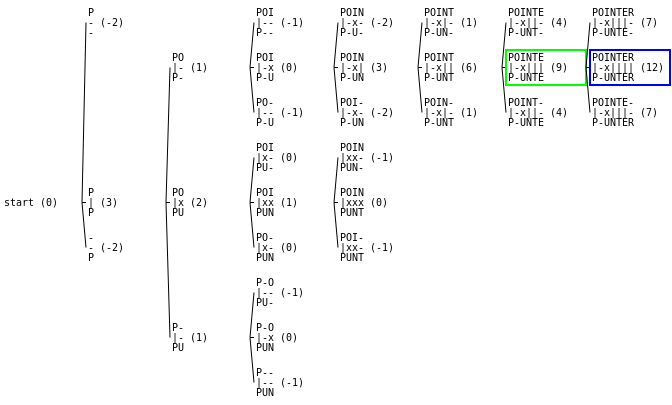 start (0)
P
- (-2)
-
P
| (3)
P
-
- (-2)
P
PO
|- (1)
P-
PO
|x (2)
PU
P-
|- (1)
PU
POI
|-- (-1)
P--
POI
|-x (0)
P-U
PO-
|-- (-1)
P-U
POI
|x- (0)
PU-
POI
|xx (1)
PUN
PO-
|x- (0)
PUN
P-O
|-- (-1)
PU-
P-O
|-x (0)
PUN
P--
|-- (-1)
PUN
POIN
|-x- (-2)
P-U-
POIN
|-x| (3)
P-UN
POI-
|-x- (-2)
P-UN
POIN
|xx- (-1)
PUN-
POIN
|xxx (0)
PUNT
POI-
|xx- (-1)
PUNT
POINT
|-x|- (1)
P-UN-
POINT
|-x|| (6)
P-UNT
POIN-
|-x|- (1)
P-UNT
POINTE
|-x||- (4)
P-UNT-
POINTE
|-x||| (9)
P-UNTE
POINT-
|-x||- (4)
P-UNTE
POINTER
|-x|||- (7)
P-UNTE-
POINTER
|-x|||| (12)
P-UNTER
POINTE-
|-x|||- (7)
P-UNTER